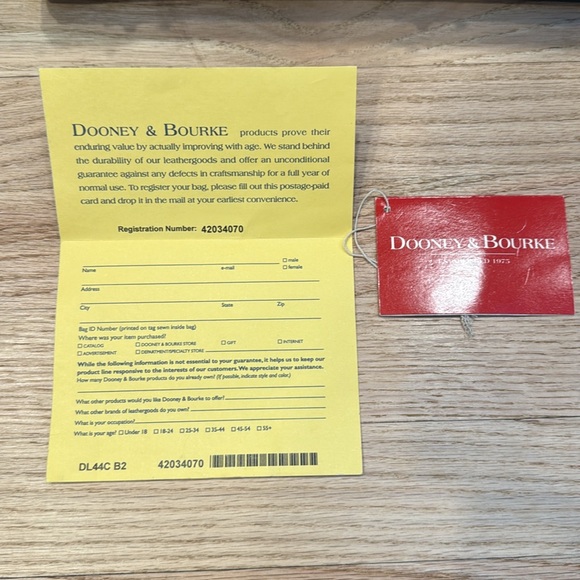 DOONEY & BOURKE products prove their
enduring value by actually improving with age. We stand behind
the durability of our leathergoods and offer an unconditional
guarantee against any defects in craftsmanship for a full year of
normal use. To register your bag, please fill out this postage-paid
card and drop it in the mail at your earliest convenience.
Registration Number: 42034070
male
Name e-mail female
Address
City State Zip
Bag ID Number (printed on tag sewn inside bag)
Where was your item purchased?
CATALOG DOONEY & BOURKE STORE GIFT INTERNET
ADVERTISEMENT DEPARTMENT/SPECIALTY STORE
While the following information is not essential to your guarantee, it helps us to keep our
product line responsive to the interests of our customers. We appreciate your assistance.
How many Dooney & Bourke products do you already own? (If possible, indicate style and color.)
What other products would you like Dooney & Bourke to offer?
What other brands of leathergoods do you own?
What is your occupation?
What is your age? Under 18 18-24 25-34 35-44 45-54 55+
DL44C B2 42034070
DOONEY & BOURKE
ESTABLISHED 1975